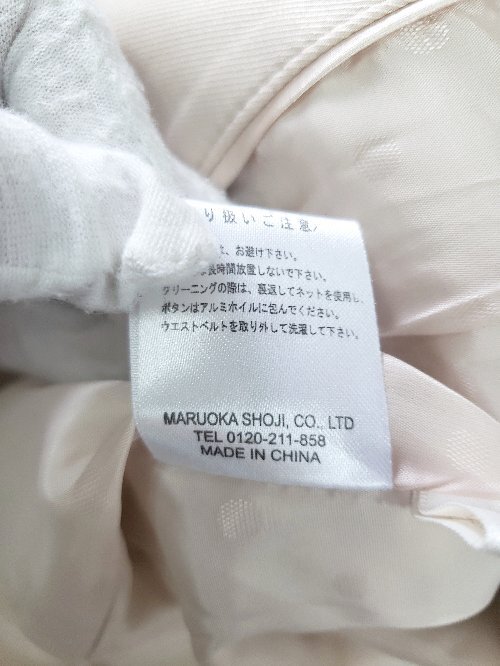 り扱いご注意
、お避け下さい。
長時間放置しないで下さい。
クリーニングの際は、裏返してネットを使用し、
ボタンはアルミホイルに包んでください。
ウエストベルトを取り外して洗濯して下さい。
MARUOKA SHOJI, CO., LTD
TEL 0120-211-858
MADE IN CHINA